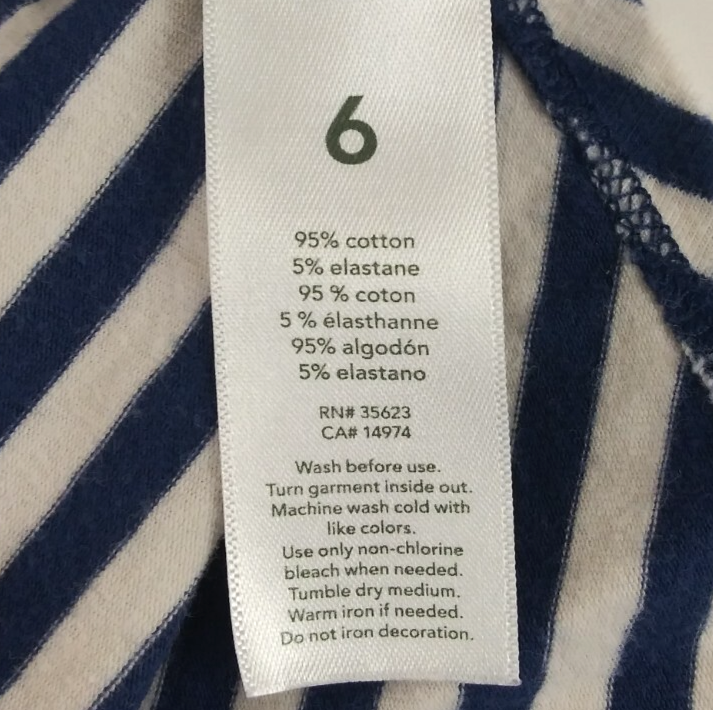 6
95% cotton
5% elastane
95 % coton
5 % élasthanne
95% algodón
5% elastano
RN# 35623
CA# 14974
Wash before use.
Turn garment inside out.
Machine wash cold with
like colors.
Use only non-chlorine
bleach when needed.
Tumble dry medium.
Warm iron if needed.
Do not iron decoration.